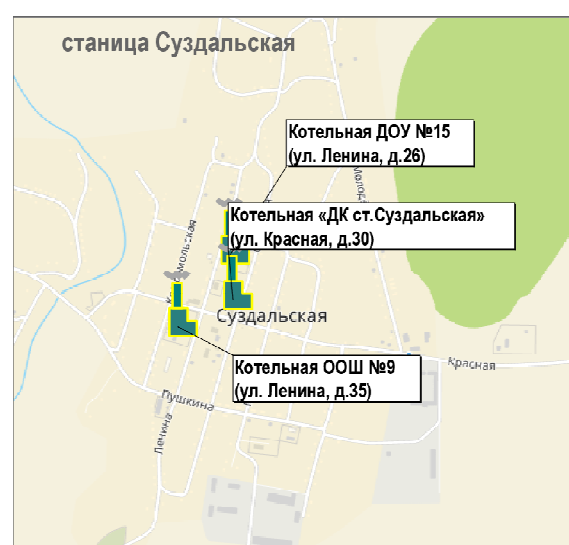 станица Суздальская
Котельная ДОУ №15
(ул. Ленина, д.26)
Котельная «ДК ст.Суздальская»
(ул. Красная, д.30)
Суздальская
Котельная ООШ №9
(ул. Ленина, д.35)
Красная
Пушкина
Ленина